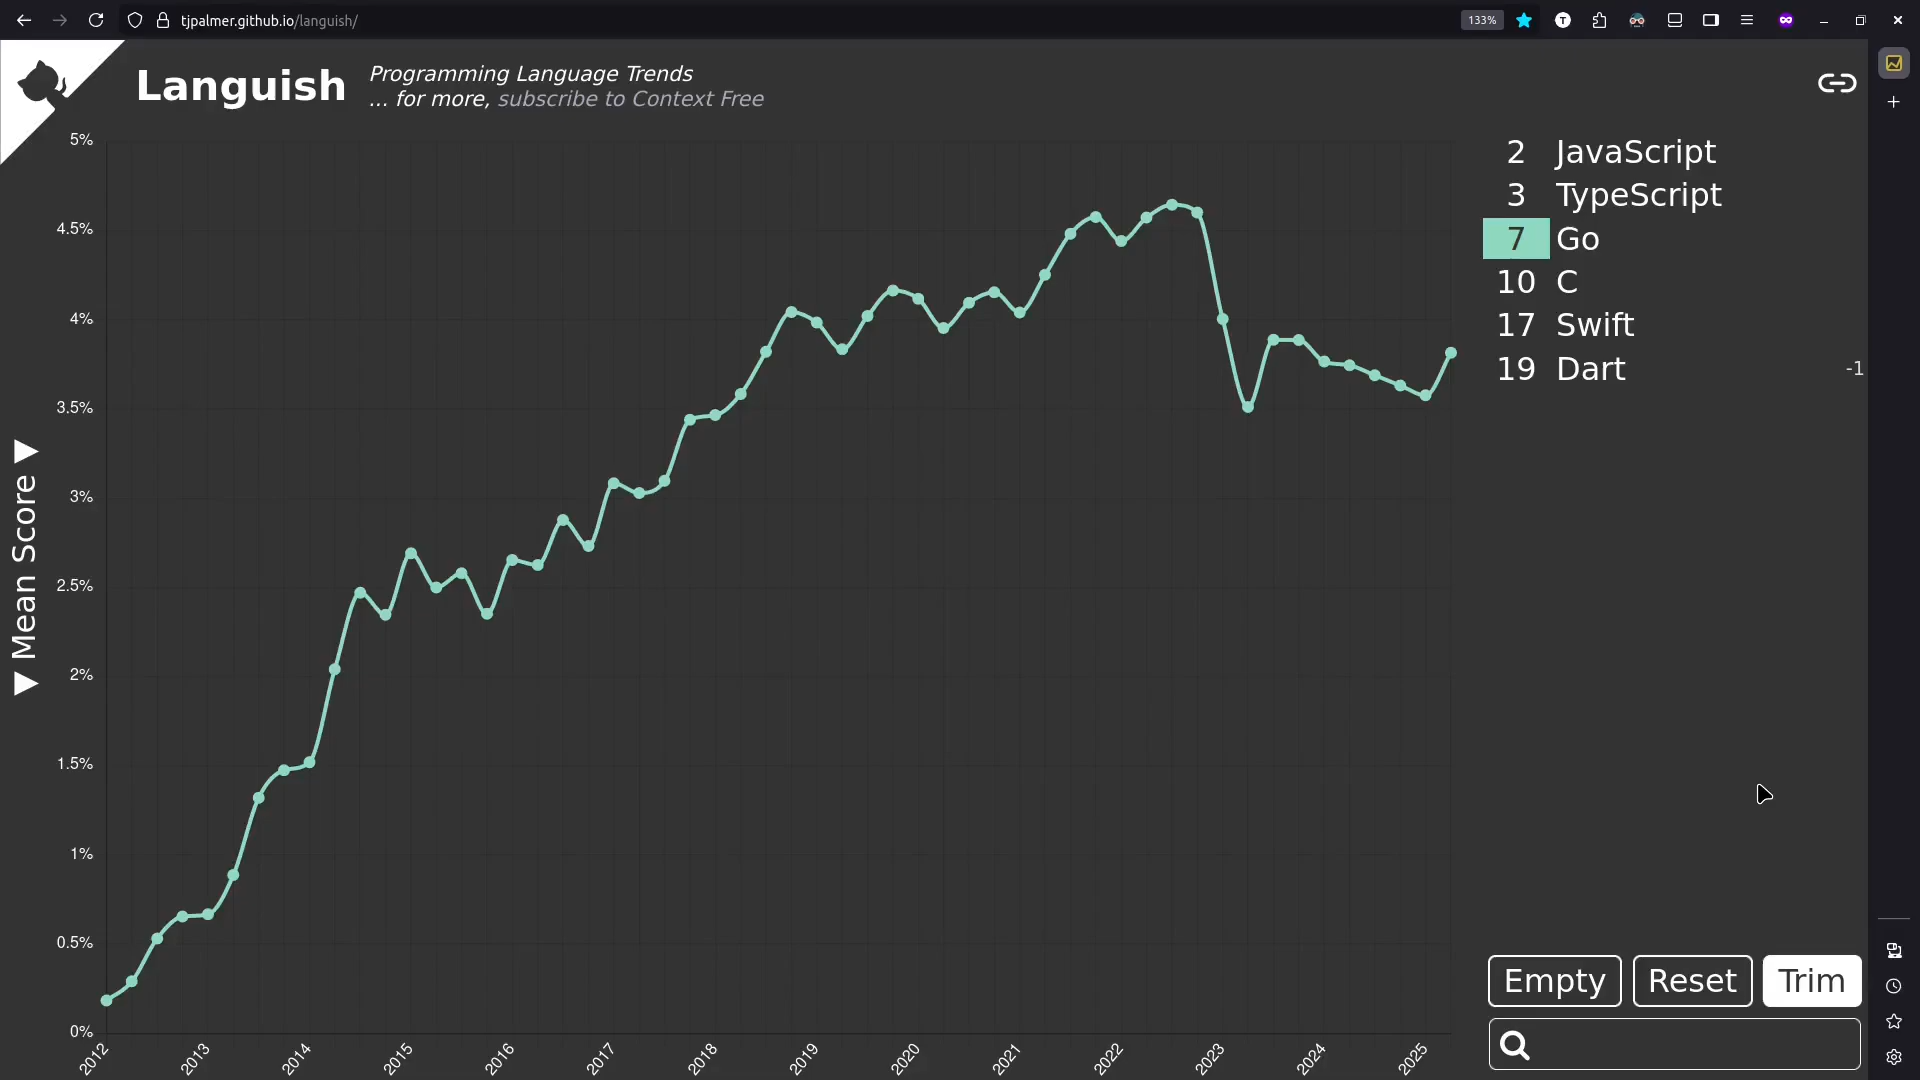 tjpalmer.github.io/languish/
133%
T
Languish
Programming Language Trends
... for more, subscribe to Context Free
5%
4.5%
4%
3.5%
3%
2.5%
2%
1.5%
1%
0.5%
0%
Mean Score
2012
2013
2014
2015
2016
2017
2018
2019
2020
2021
2022
2023
2024
2025
2 JavaScript
3 TypeScript
7 Go
10 C
17 Swift
19 Dart -1
Empty Reset Trim